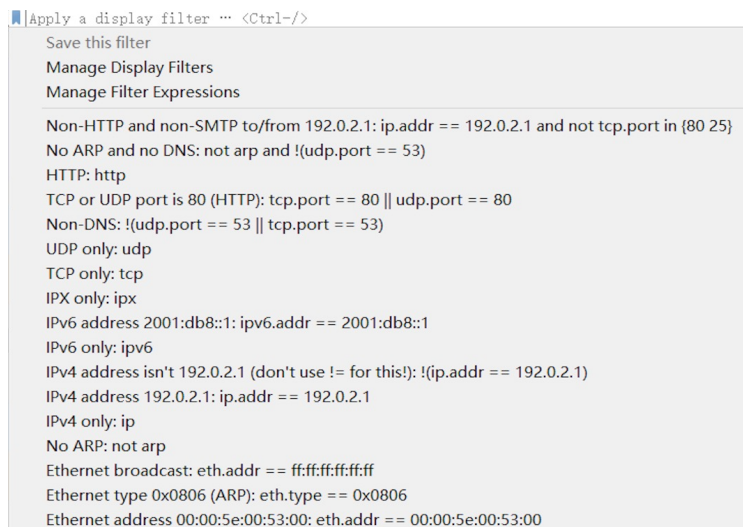 Apply a display filter … <Ctrl-/>
Save this filter
Manage Display Filters
Manage Filter Expressions
Non-HTTP and non-SMTP to/from 192.0.2.1: ip.addr == 192.0.2.1 and not tcp.port in {80 25}
No ARP and no DNS: not arp and !(udp.port == 53)
HTTP: http
TCP or UDP port is 80 (HTTP): tcp.port == 80 || udp.port == 80
Non-DNS: !(udp.port == 53 || tcp.port == 53)
UDP only: udp
TCP only: tcp
IPX only: ipx
IPv6 address 2001:db8::1: ipv6.addr == 2001:db8::1
IPv6 only: ipv6
IPv4 address isn't 192.0.2.1 (don't use != for this!): !(ip.addr == 192.0.2.1)
IPv4 address 192.0.2.1: ip.addr == 192.0.2.1
IPv4 only: ip
No ARP: not arp
Ethernet broadcast: eth.addr == ff:ff:ff:ff:ff:ff
Ethernet type 0x0806 (ARP): eth.type == 0x0806
Ethernet address 00:00:5e:00:53:00: eth.addr == 00:00:5e:00:53:00